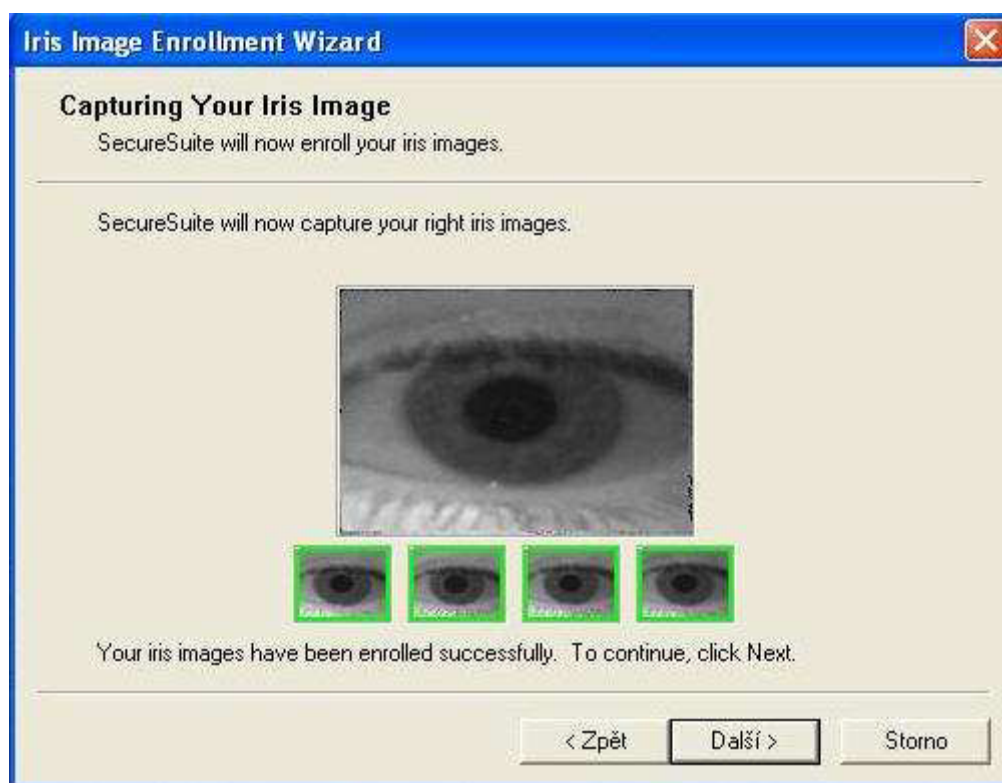 Iris Image Enrollment Wizard
Capturing Your Iris Image
SecureSuite will now enroll your iris images.
SecureSuite will now capture your right iris images.
Your iris images have been enrolled successfully. To continue, click Next.
< Zpět
Další >
Storno